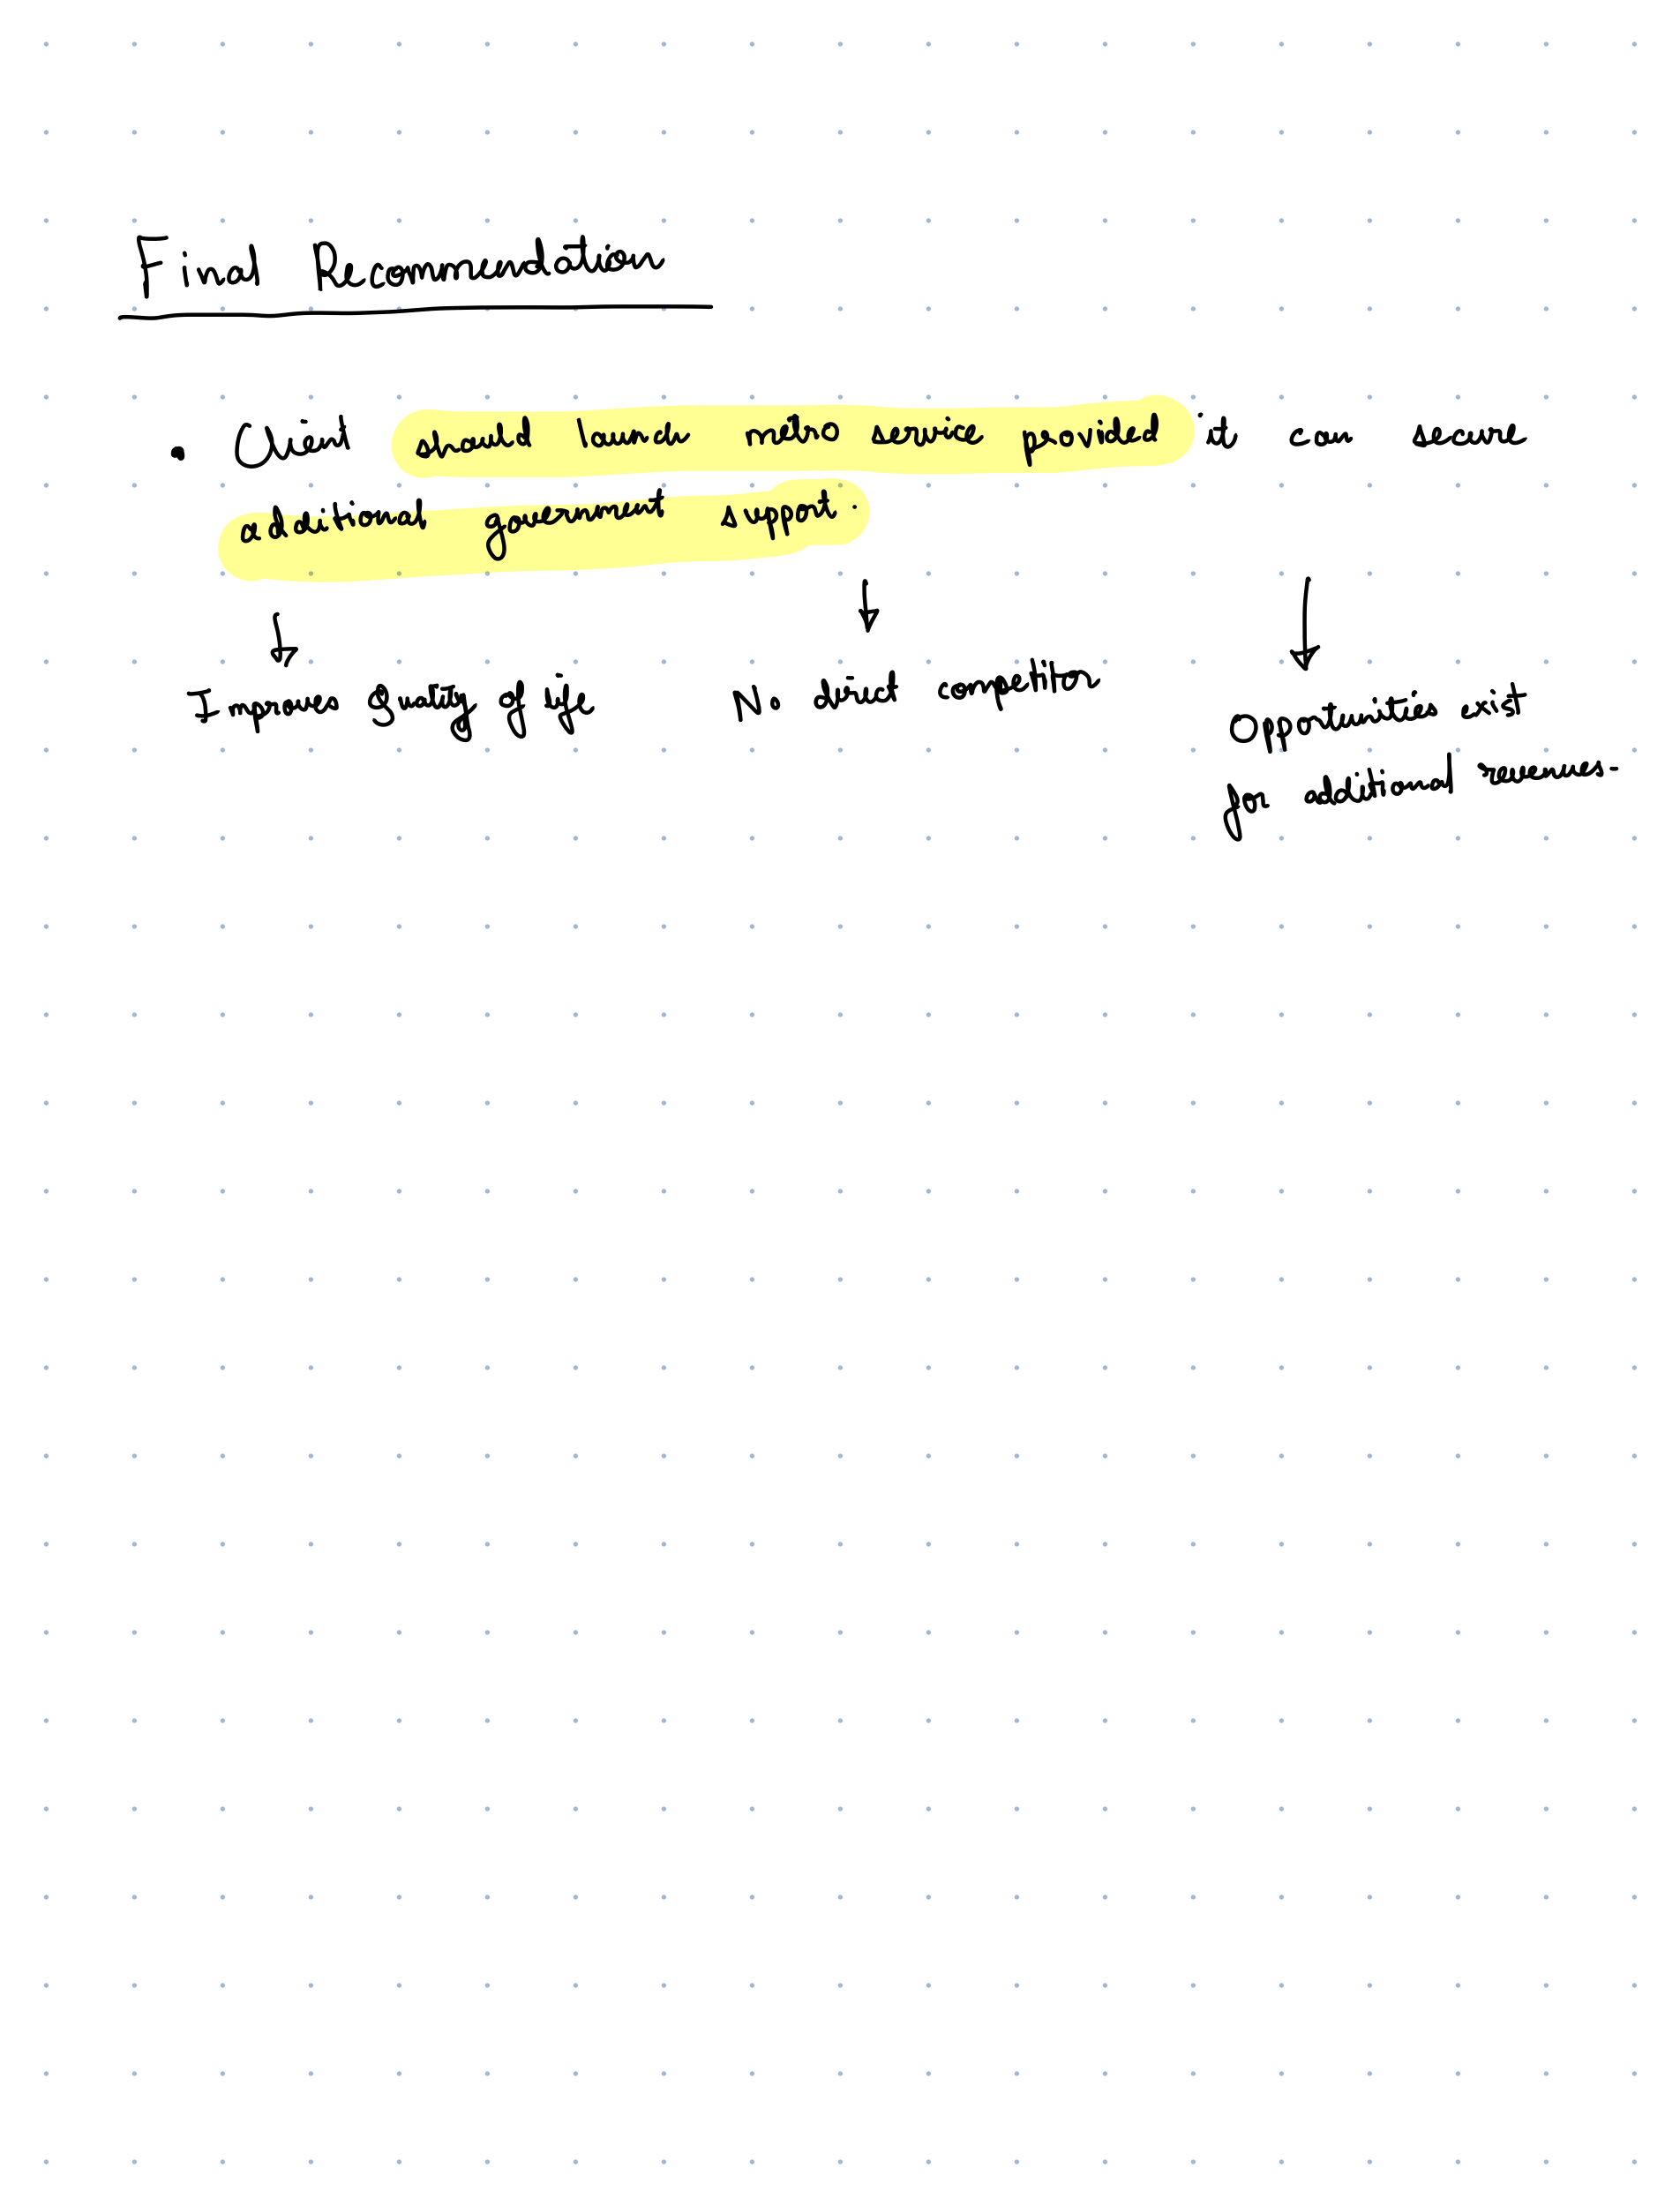 Final Recommendation
• Client should launch metro service provided it can secure
additional government support.
Improves Quality of life
No direct competition
Opportunities exist
for additional revenues.